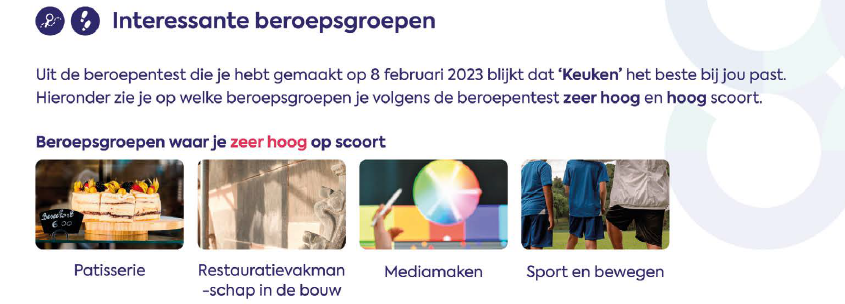 Interessante beroepsgroepen
Uit de beroepentest die je hebt gemaakt op 8 februari 2023 blijkt dat ‘Keuken’ het beste bij jou past.
Hieronder zie je op welke beroepsgroepen je volgens de beroepentest zeer hoog en hoog scoort.
Beroepsgroepen waar je zeer hoog op scoort
Patisserie
Restauratievakman
-schap in de bouw
Mediamaken
Sport en bewegen